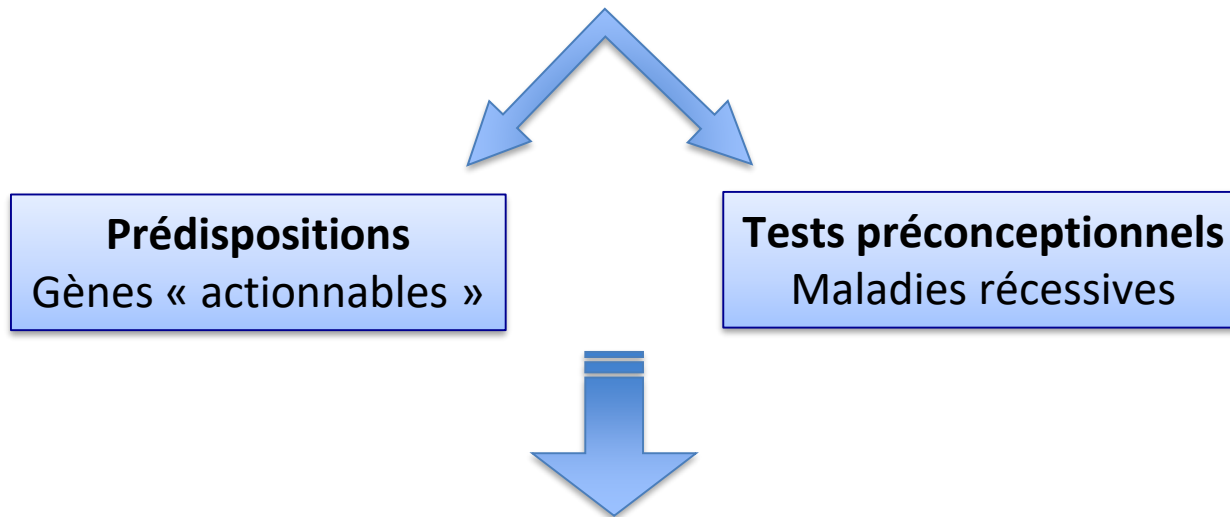 Prédispositions
Gènes « actionnables »
Tests préconceptionnels
Maladies récessives